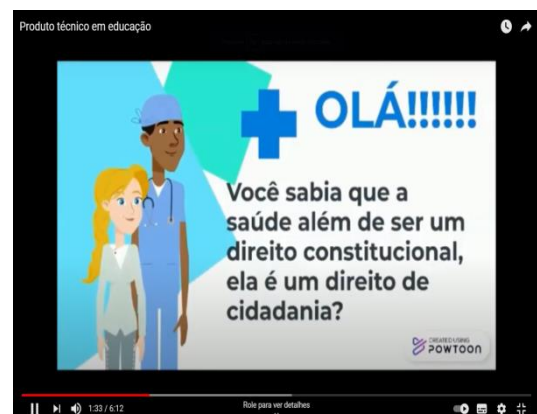 Produto técnico em educação
OLÁ!!!!!!
Você sabia que a
saúde além de ser um
direito constitucional,
ela é um direito de
cidadania?
CREATED USING
POWTOON
1:33 / 6:12
Role para ver detalhes